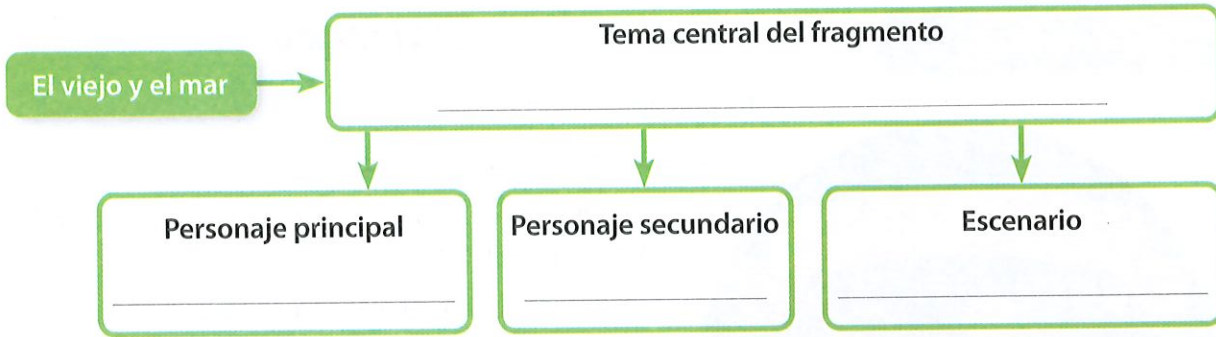 Tema central del fragmento
El viejo y el mar
Personaje principal
Personaje secundario
Escenario